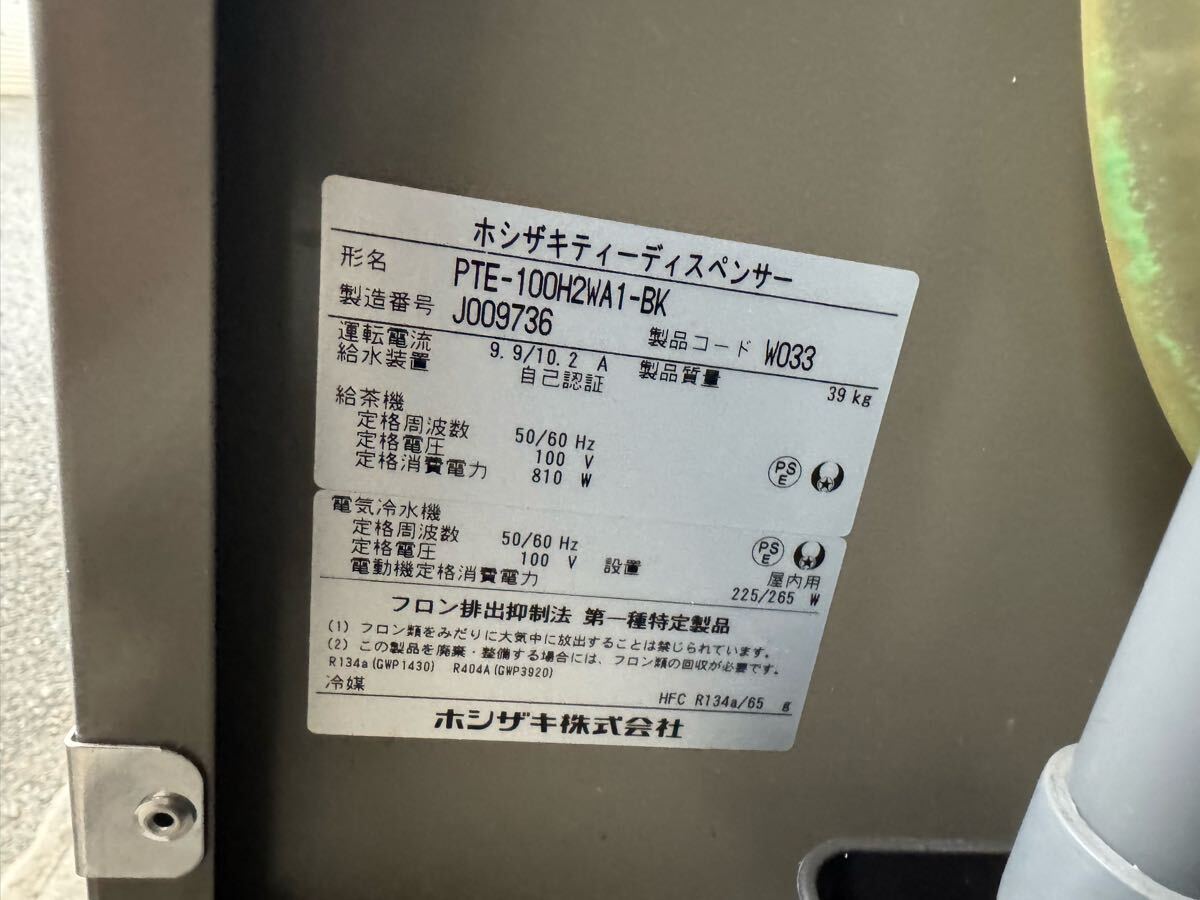 ホシザキティーディスペンサー
形名 PTE-100H2WA1-BK
製造番号 J009736 製品コード W033
運転電流 9.9/10.2 A 製品質量 39 kg
給水装置 自己認証
給茶機
定格周波数 50/60 Hz
定格電圧 100 V
定格消費電力 810 W
PS
E
電気冷水機
定格周波数 50/60 Hz
定格電圧 100 V 設置 屋内用
電動機定格消費電力 225/265 W
PS
E
フロン排出抑制法 第一種特定製品
(1) フロン類をみだりに大気中に放出することは禁じられています。
(2) この製品を廃棄・整備する場合には、フロン類の回収が必要です。
R134a(GWP1430) R404A(GWP3920)
冷媒 HFC R134a/65 g
ホシザキ株式会社